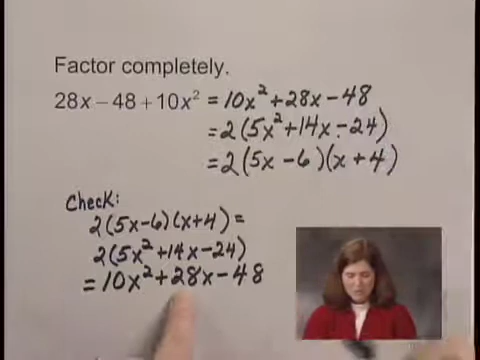 Factor completely.
28x – 48 + 10x² = 10x² + 28x – 48
= 2(5x² + 14x – 24)
= 2(5x – 6)(x + 4)
Check:
2(5x – 6)(x + 4) =
2(5x² + 14x – 24)
= 10x² + 28x – 48